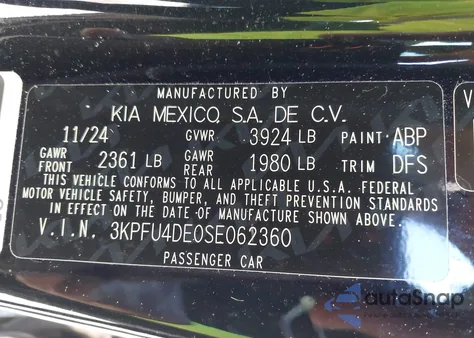 MANUFACTURED BY
KIA MEXICO, S.A. DE C.V.
11/24 GVWR 3924 LB PAINT: ABP
GAWR FRONT 2361 LB GAWR REAR 1980 LB TRIM DFS
THIS VEHICLE CONFORMS TO ALL APPLICABLE U.S.A. FEDERAL
MOTOR VEHICLE SAFETY, BUMPER, AND THEFT PREVENTION STANDARDS
IN EFFECT ON THE DATE OF MANUFACTURE SHOWN ABOVE.
V.I.N. 3KPFU4DE0SE062360
PASSENGER CAR
autoSnap